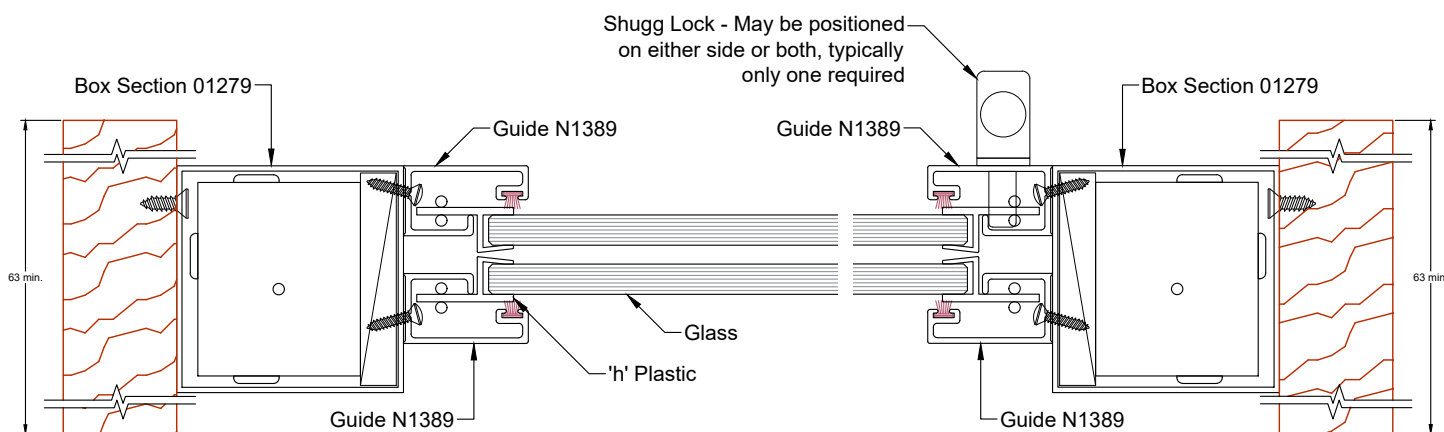 Shugg Lock - May be positioned
on either side or both, typically
only one required
Box Section 01279
Box Section 01279
Guide N1389
Guide N1389
63 min.
63 min.
Glass
'h' Plastic
Guide N1389
Guide N1389